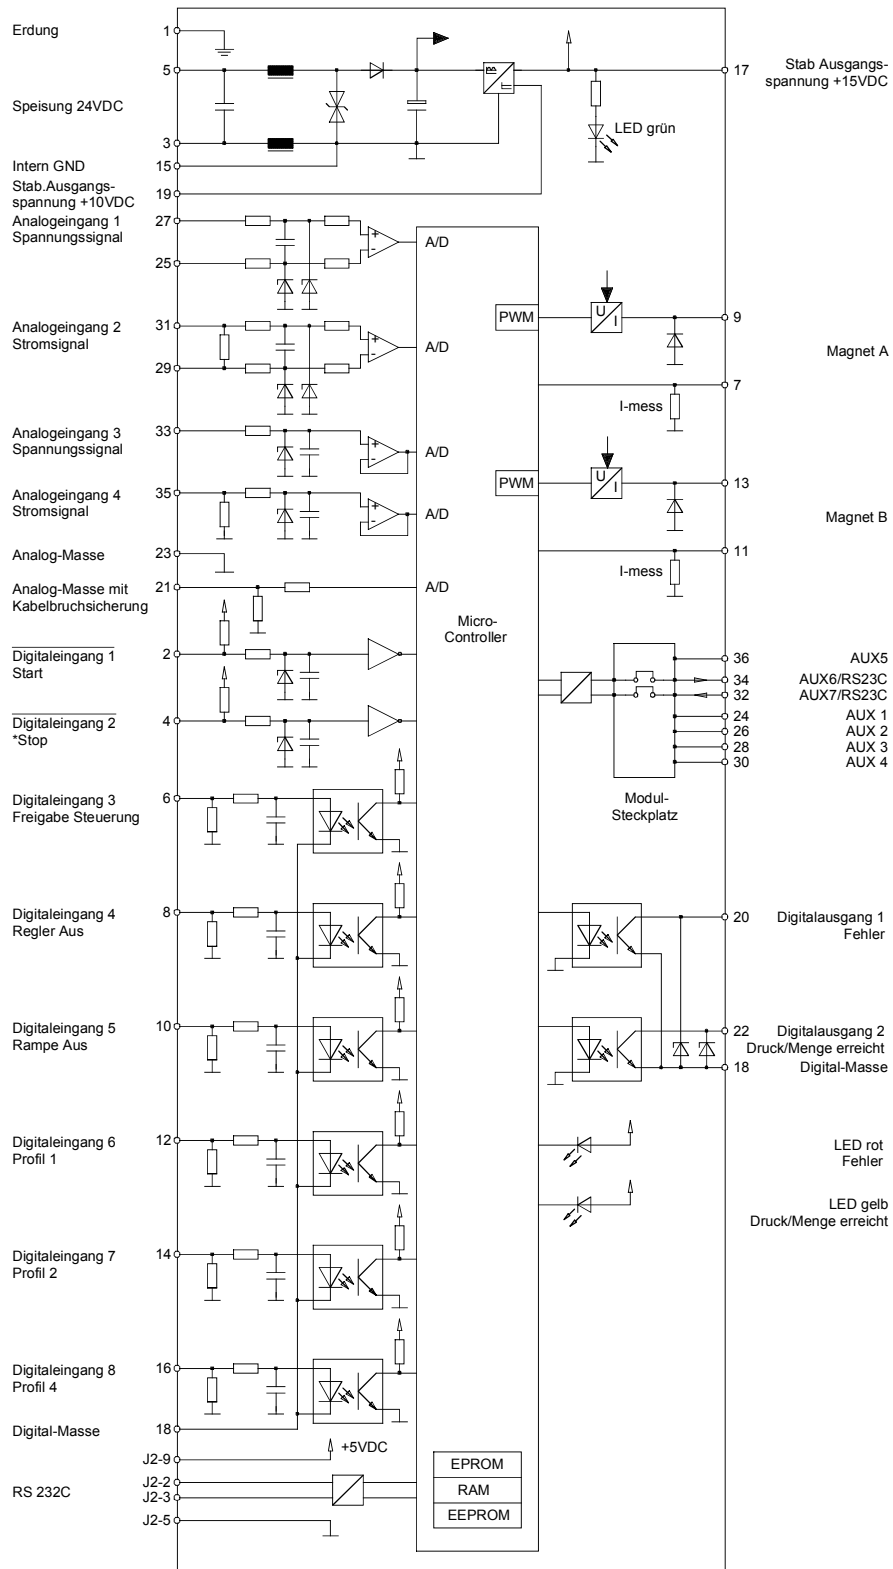 Erdung 1
5
17 Stab Ausgangs-
spannung +15VDC
Speisung 24VDC
LED grün
3
Intern GND 15
Stab.Ausgangs-
spannung +10VDC 19
Analogeingang 1 27
Spannungssignal
A/D
25
PWM
U
I
9
Analogeingang 2 31
Stromsignal
A/D
29
Magnet A
7
I-mess
Analogeingang 3 33
Spannungssignal
A/D
PWM
U
I
13
Analogeingang 4 35
Stromsignal
A/D
Magnet B
11
I-mess
Analog-Masse 23
Analog-Masse mit 21
Kabelbruchsicherung
A/D
Micro-
Controller
Digitaleingang 1 2
Start
36 AUX5
34 AUX6/RS23C
32 AUX7/RS23C
24 AUX 1
26 AUX 2
28 AUX 3
30 AUX 4
Modul-
Steckplatz
Digitaleingang 2 4
*Stop
Digitaleingang 3 6
Freigabe Steuerung
Digitaleingang 4 8
Regler Aus
20 Digitalausgang 1
Fehler
Digitaleingang 5 10
Rampe Aus
22 Digitalausgang 2
Druck/Menge erreicht
18 Digital-Masse
Digitaleingang 6 12
Profil 1
LED rot
Fehler
LED gelb
Druck/Menge erreicht
Digitaleingang 7 14
Profil 2
Digitaleingang 8 16
Profil 4
Digital-Masse 18
+5VDC
J2-9
J2-2
RS 232C
J2-3
J2-5
EPROM
RAM
EEPROM